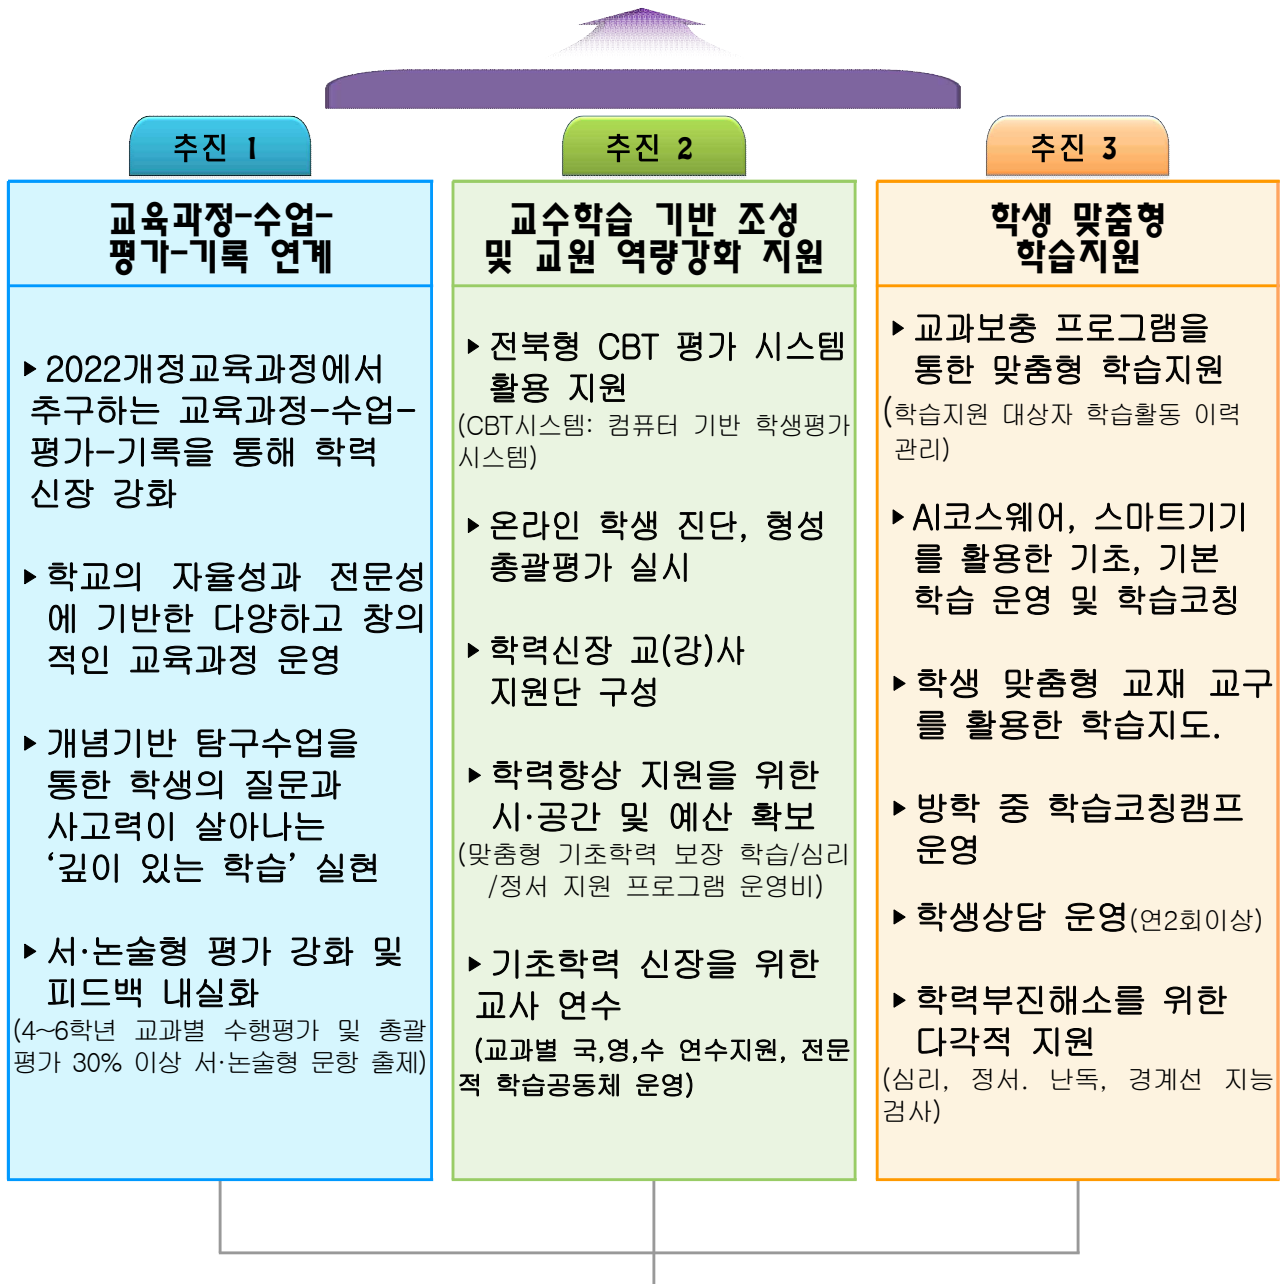 추진 1
교육과정-수업-
평가-기록 연계
▶2022개정교육과정에서
추구하는 교육과정-수업-
평가-기록을 통해 학력
신장 강화
▶학교의 자율성과 전문성
에 기반한 다양하고 창의
적인 교육과정 운영
▶개념기반 탐구수업을
통한 학생의 질문과
사고력이 살아나는
‘깊이 있는 학습’ 실현
▶서·논술형 평가 강화 및
피드백 내실화
(4~6학년 교과별 수행평가 및 총괄
평가 30% 이상 서·논술형 문항 출제)
추진 2
교수학습 기반 조성
및 교원 역량강화 지원
▶전북형 CBT 평가 시스템
활용 지원
(CBT시스템: 컴퓨터 기반 학생평가
시스템)
▶온라인 학생 진단, 형성
총괄평가 실시
▶학력신장 교(강)사
지원단 구성
▶학력향상 지원을 위한
시·공간 및 예산 확보
(맞춤형 기초학력 보장 학습/심리
/정서 지원 프로그램 운영비)
▶기초학력 신장을 위한
교사 연수
(교과별 국,영,수 연수지원, 전문
적 학습공동체 운영)
추진 3
학생 맞춤형
학습지원
▶교과보충 프로그램을
통한 맞춤형 학습지원
(학습지원 대상자 학습활동 이력
관리)
▶AI코스웨어, 스마트기기
를 활용한 기초, 기본
학습 운영 및 학습코칭
▶학생 맞춤형 교재 교구
를 활용한 학습지도.
▶방학 중 학습코칭캠프
운영
▶학생상담 운영(연2회이상)
▶학력부진해소를 위한
다각적 지원
(심리, 정서. 난독, 경계선 지능
검사)